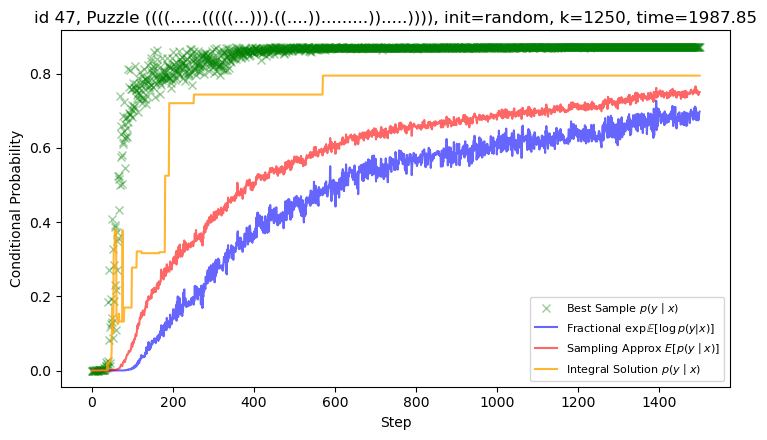 id 47, Puzzle ((((......(((((...))).((....)).........)).....)))), init=random, k=1250, time=1987.85
Conditional Probability
0.8
0.6
0.4
0.2
0.0
Best Sample p(y | x)
Fractional exp 𝔼[log p(y|x)]
Sampling Approx E[p(y | x)]
Integral Solution p(y | x)
0 200 400 600 800 1000 1200 1400
Step